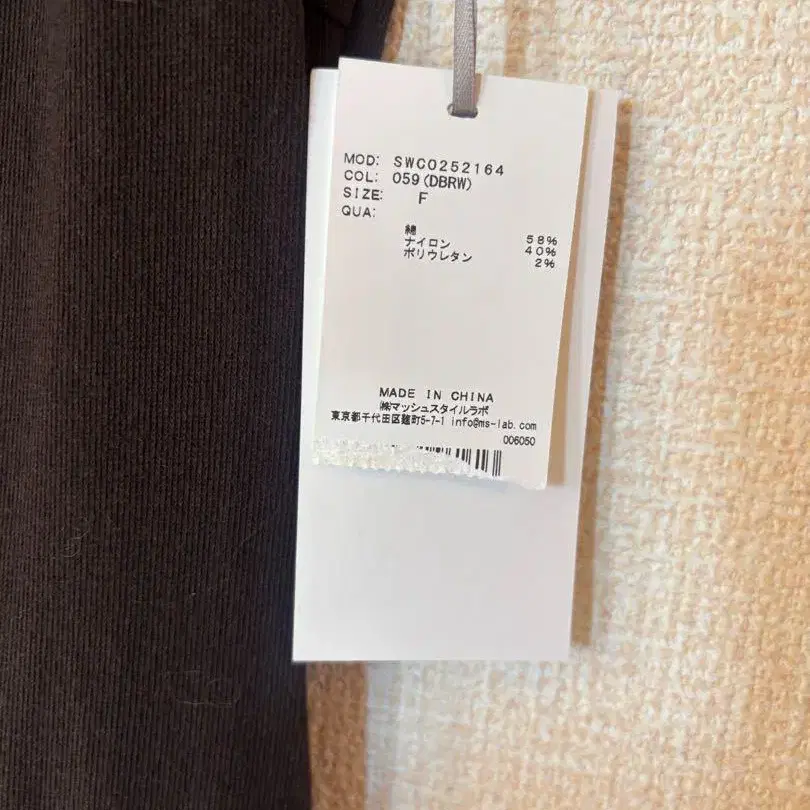 MOD: SWC0252164
COL: 059(DBRW)
SIZE: F
QUA:
綿 58%
ナイロン 40%
ポリウレタン 2%
MADE IN CHINA
㈱マッシュスタイルラボ
東京都千代田区麹町5-7-1 info@ms-lab.com
006050